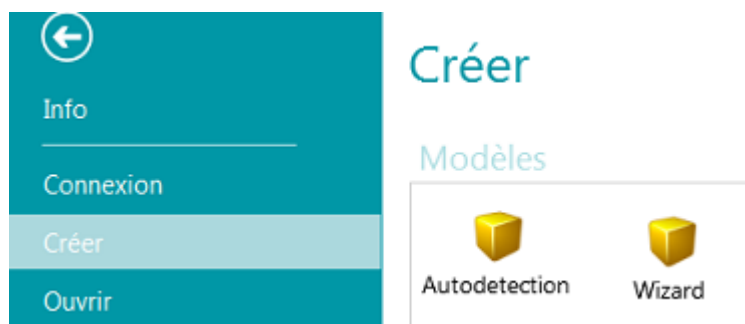 Info
Connexion
Créer
Ouvrir
Créer
Modèles
Autodetection
Wizard